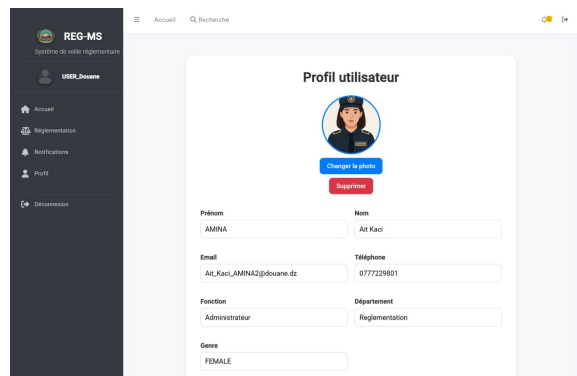 REG-MS
Système de veille réglementaire
USER_Douane
Accueil
Réglementation
Notifications
Profil
Déconnexion
Accueil
Recherche
Profil utilisateur
Changer la photo
Supprimer
Prénom
Nom
AMINA
Ait Kaci
Email
Téléphone
Ait_Kaci_AMINA2@douane.dz
0777229801
Fonction
Département
Administrateur
Reglementation
Genre
FEMALE